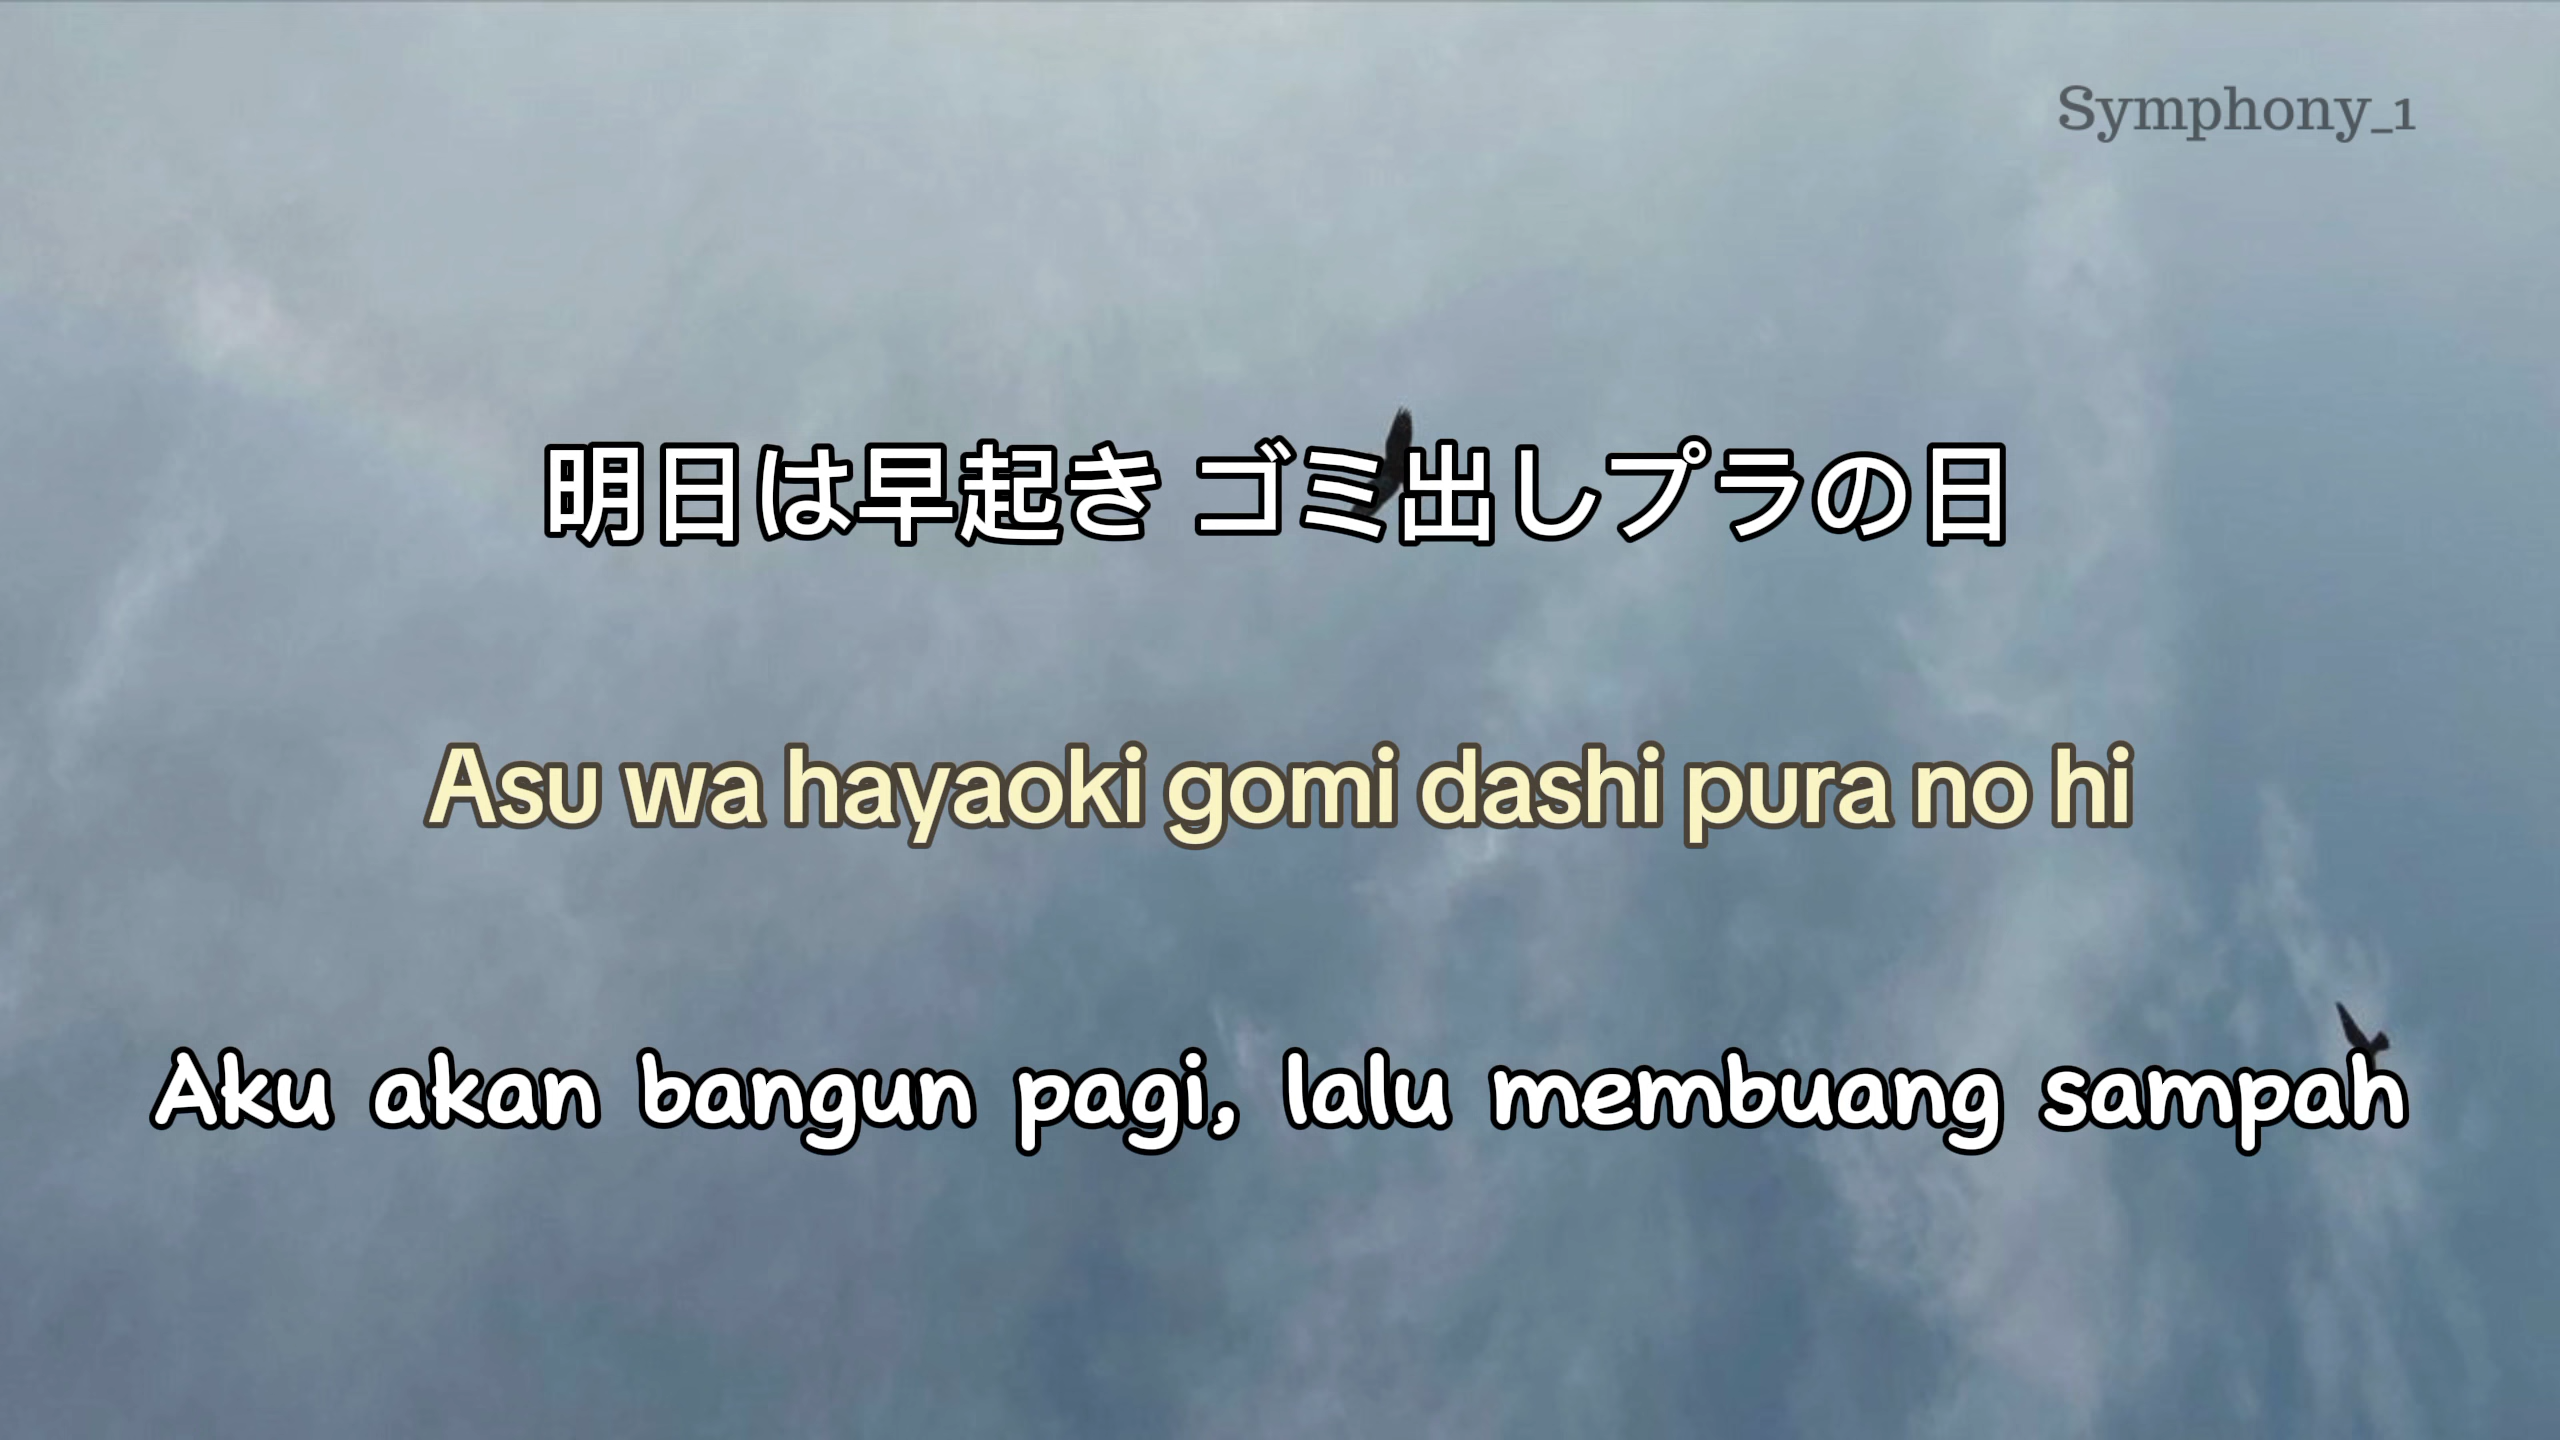 Symphony_1
明日は早起き ゴミ出しプラの日
Asu wa hayaoki gomi dashi pura no hi
Aku akan bangun pagi, lalu membuang sampah